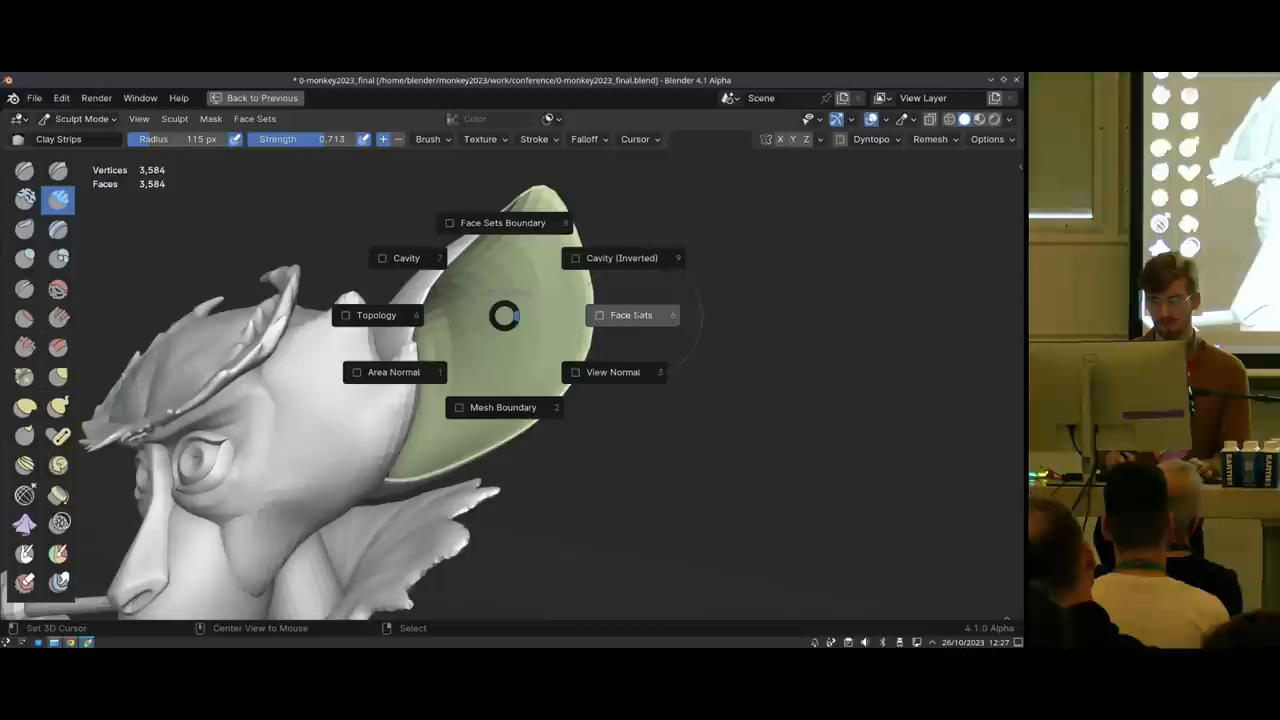 * 0-monkey2023_final [/home/blender/monkey2023/work/conference/0-monkey2023_final.blend] - Blender 4.1 Alpha
File Edit Render Window Help Back to Previous Scene View Layer
Sculpt Mode View Sculpt Mask Face Sets Color
Clay Strips Radius 115 px Strength 0.713 Brush Texture Stroke Falloff Cursor X Y Z Dyntopo Remesh Options
Vertices 3,584
Faces 3,584
Face Sets Boundary 8
Cavity 7 Cavity (Inverted) 9
Topology 4 Face Sets 6
Area Normal 1 View Normal 3
Mesh Boundary 2
Set 3D Cursor Center View to Mouse Select 4.1.0 Alpha
26/10/2023 12:27